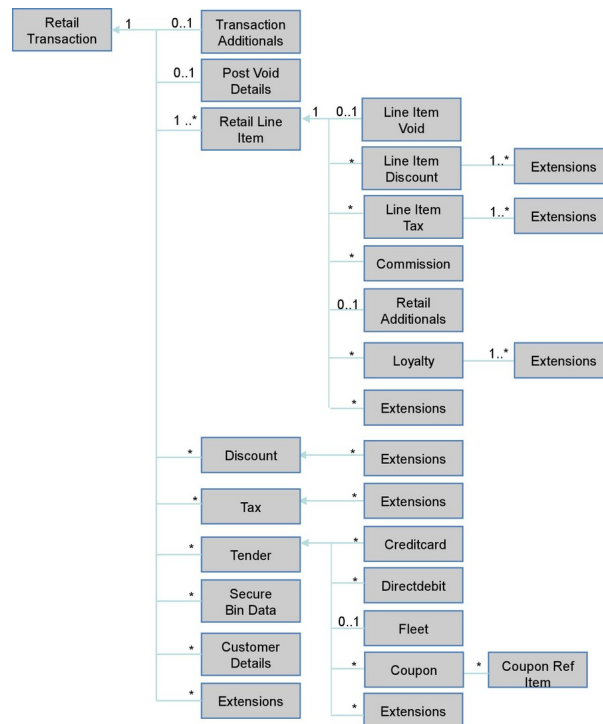 Retail
Transaction
1
0..1
Transaction
Additionals
0..1
Post Void
Details
1 ..*
Retail Line
Item
1
0..1
Line Item
Void
*
Line Item
Discount
1..*
Extensions
*
Line Item
Tax
1..*
Extensions
*
Commission
0..1
Retail
Additionals
*
Loyalty
1..*
Extensions
*
Extensions
*
Discount
*
Extensions
*
Tax
*
Extensions
*
Tender
*
Creditcard
*
Directdebit
*
Secure
Bin Data
0..1
Fleet
*
Customer
Details
*
Coupon
*
Coupon Ref
Item
*
Extensions
*
Extensions